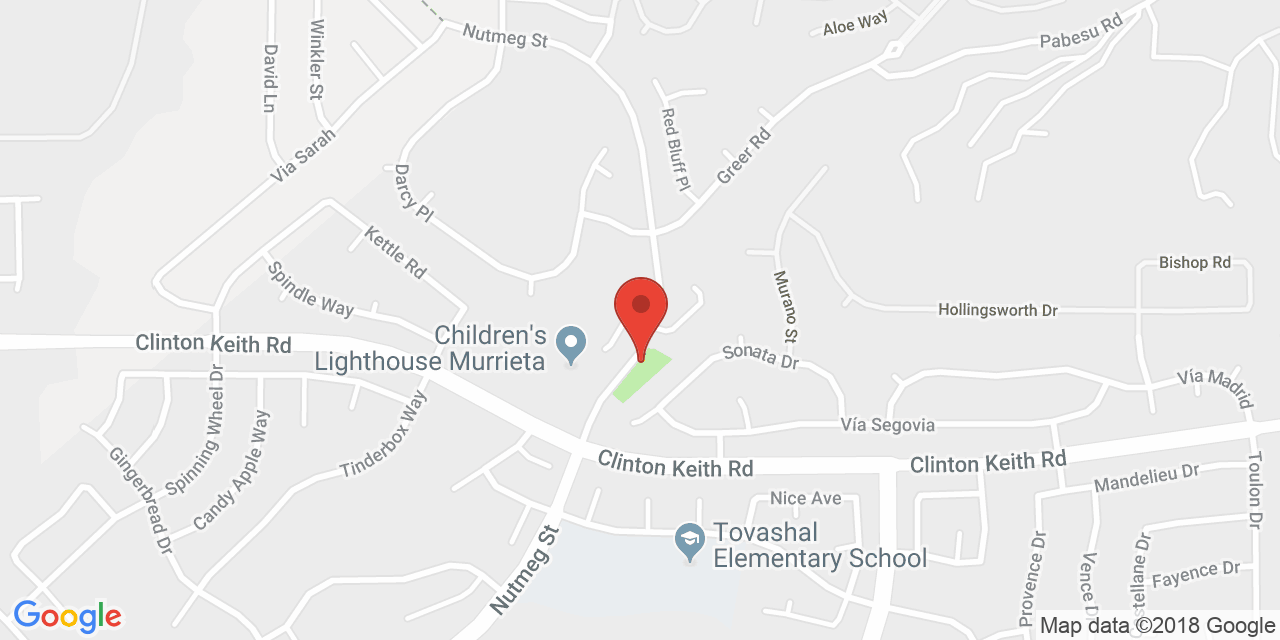 Aloe Way
Nutmeg St
Pabesu Rd
Winkler St
David Ln
Via Sarah
Red Bluff Pl
Greer Rd
Darcy Pl
Kettle Rd
Spindle Way
Bishop Rd
Murano St
Hollingsworth Dr
Clinton Keith Rd
Children's
Lighthouse Murrieta
Sonata Dr
Vía Madrid
Spinning Wheel Dr
Candy Apple Way
Tinderbox Way
Vía Segovia
Gingerbread Dr
Clinton Keith Rd
Clinton Keith Rd
Mandelieu Dr
Toulon Dr
Nice Ave
Tovashal
Elementary School
Nutmeg St
Provence Dr
Vence D
stellane Dr
Fayence Dr
Google
Map data ©2018 Google